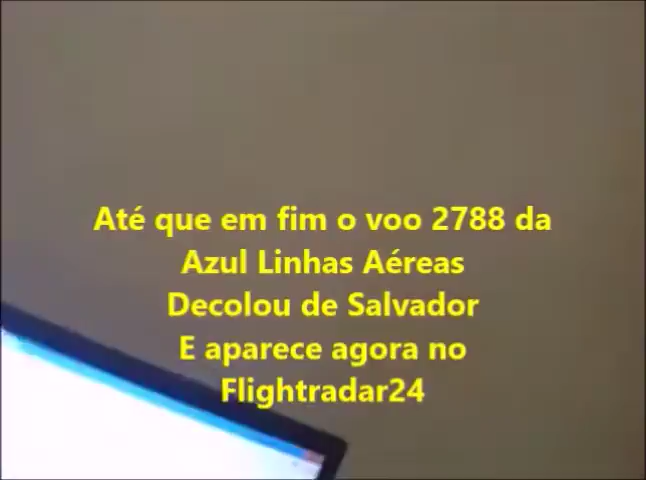 Até que em fim o voo 2788 da
Azul Linhas Aéreas
Decolou de Salvador
E aparece agora no
Flightradar24